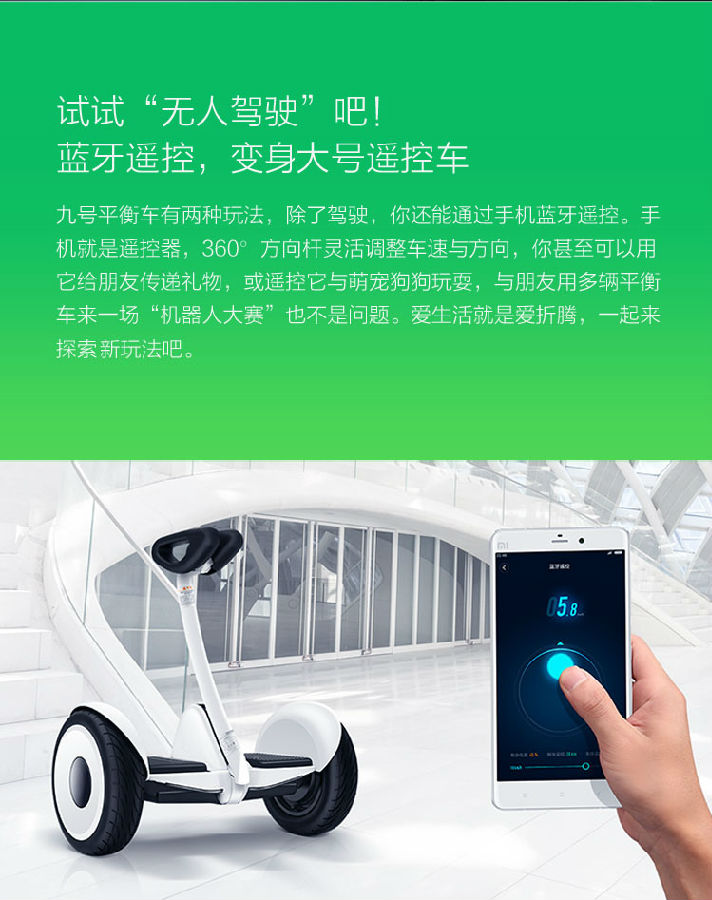 试试“无人驾驶”吧！
蓝牙遥控，变身大号遥控车
九号平衡车有两种玩法，除了驾驶，你还能通过手机蓝牙遥控。手
机就是遥控器，360°方向杆灵活调整车速与方向，你甚至可以用
它给朋友传递礼物，或遥控它与萌宠狗狗玩耍，与朋友用多辆平衡
车来一场“机器人大赛”也不是问题。爱生活就是爱折腾，一起来
探索新玩法吧。
mi
蓝牙遥控
05.8